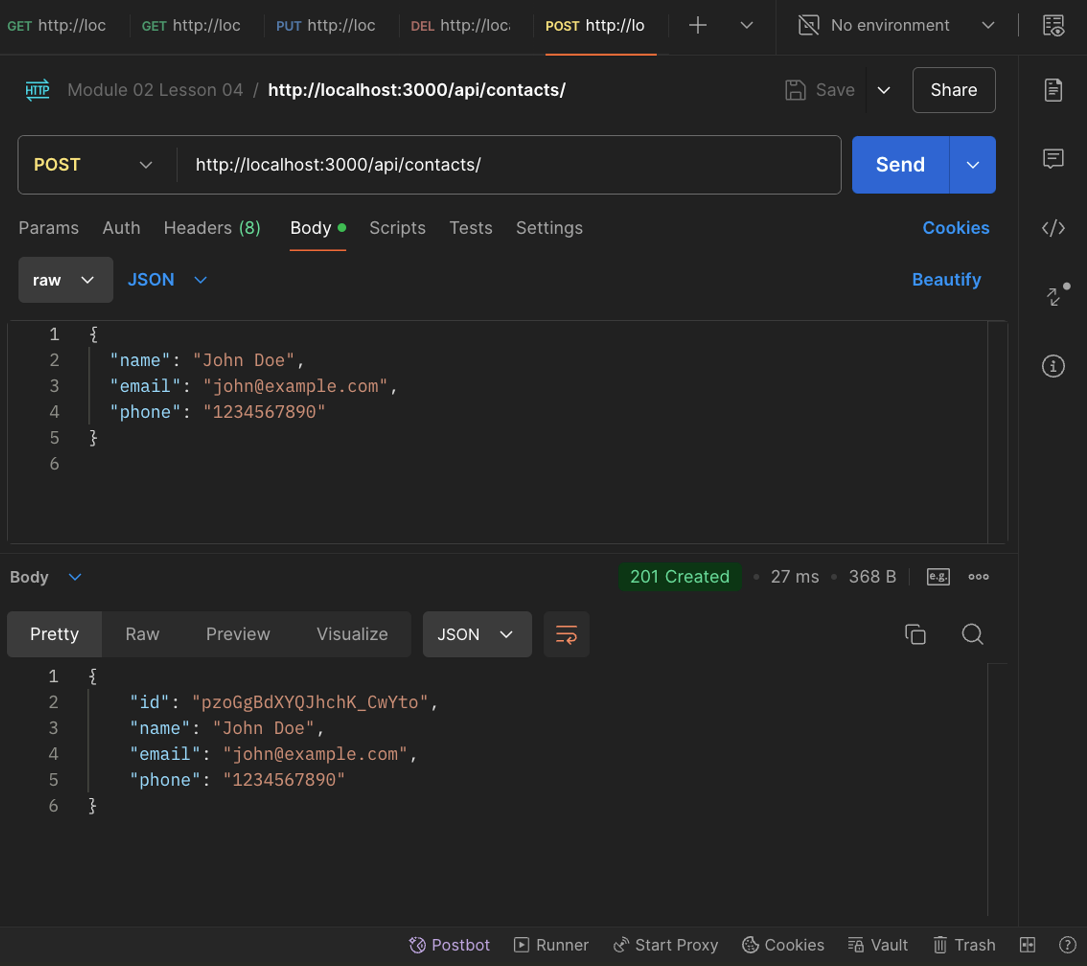 GET http://loc GET http://loc PUT http://loc DEL http://loc POST http://lo No environment
HTTP Module 02 Lesson 04 / http://localhost:3000/api/contacts/ Save Share
POST http://localhost:3000/api/contacts/ Send
Params Auth Headers (8) Body Scripts Tests Settings Cookies
raw JSON Beautify
1 {
2 "name": "John Doe",
3 "email": "john@example.com",
4 "phone": "1234567890"
5 }
6
Body 201 Created • 27 ms • 368 B e.g.
Pretty Raw Preview Visualize JSON
1 {
2 "id": "pzoGgBdXYQJhchK_CwYto",
3 "name": "John Doe",
4 "email": "john@example.com",
5 "phone": "1234567890"
6 }
Postbot Runner Start Proxy Cookies Vault Trash